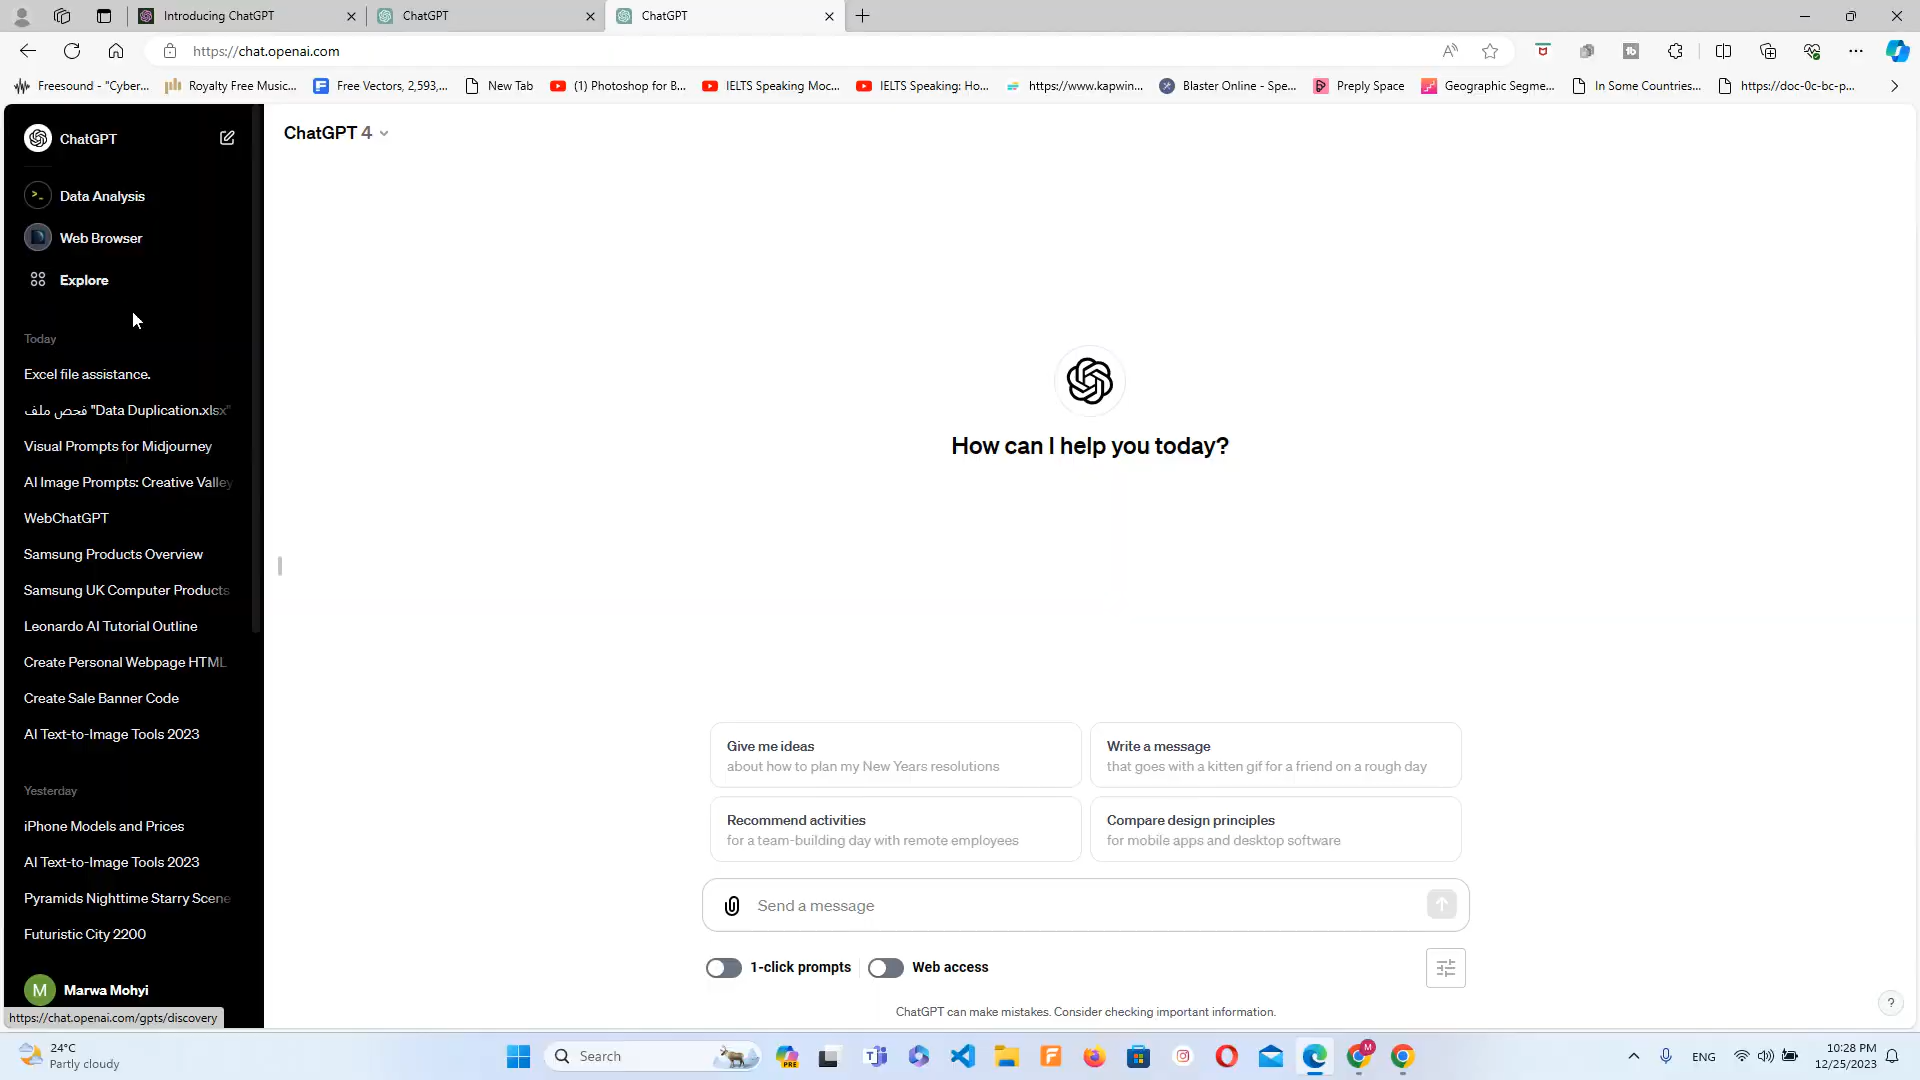 Introducing ChatGPT
ChatGPT
ChatGPT
https://chat.openai.com
Freesound - "Cyber...
Royalty Free Music...
Free Vectors, 2,593,...
New Tab
(1) Photoshop for B...
IELTS Speaking Moc...
IELTS Speaking: Ho...
https://www.kapwin...
Blaster Online - Spe...
Preply Space
Geographic Segme...
In Some Countries...
https://doc-0c-bc-p...
ChatGPT
ChatGPT 4
Data Analysis
Web Browser
Explore
Today
Excel file assistance.
فحص ملف "Data Duplication.xlsx"
Visual Prompts for Midjourney
AI Image Prompts: Creative Valley
WebChatGPT
Samsung Products Overview
Samsung UK Computer Products
Leonardo AI Tutorial Outline
Create Personal Webpage HTML
Create Sale Banner Code
AI Text-to-Image Tools 2023
Yesterday
iPhone Models and Prices
AI Text-to-Image Tools 2023
Pyramids Nighttime Starry Scene
Futuristic City 2200
M
Marwa Mohyi
https://chat.openai.com/gpts/discovery
How can I help you today?
Give me ideas
about how to plan my New Years resolutions
Write a message
that goes with a kitten gif for a friend on a rough day
Recommend activities
for a team-building day with remote employees
Compare design principles
for mobile apps and desktop software
Send a message
1-click prompts
Web access
ChatGPT can make mistakes. Consider checking important information.
?
24°C
Partly cloudy
Search
PRE
M
ENG
10:28 PM
12/25/2023